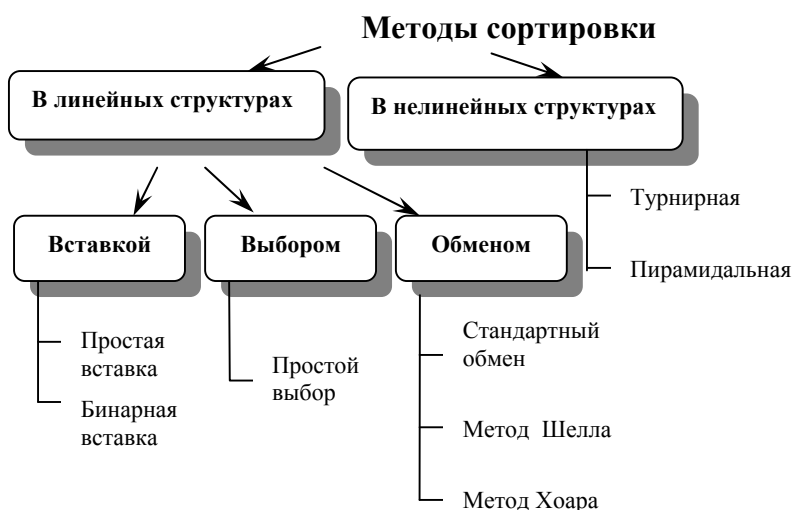 Методы сортировки
В линейных структурах
В нелинейных структурах
Турнирная
Пирамидальная
Вставкой
Выбором
Обменом
Простая
вставка
Бинарная
вставка
Простой
выбор
Стандартный
обмен
Метод Шелла
Метод Хоара